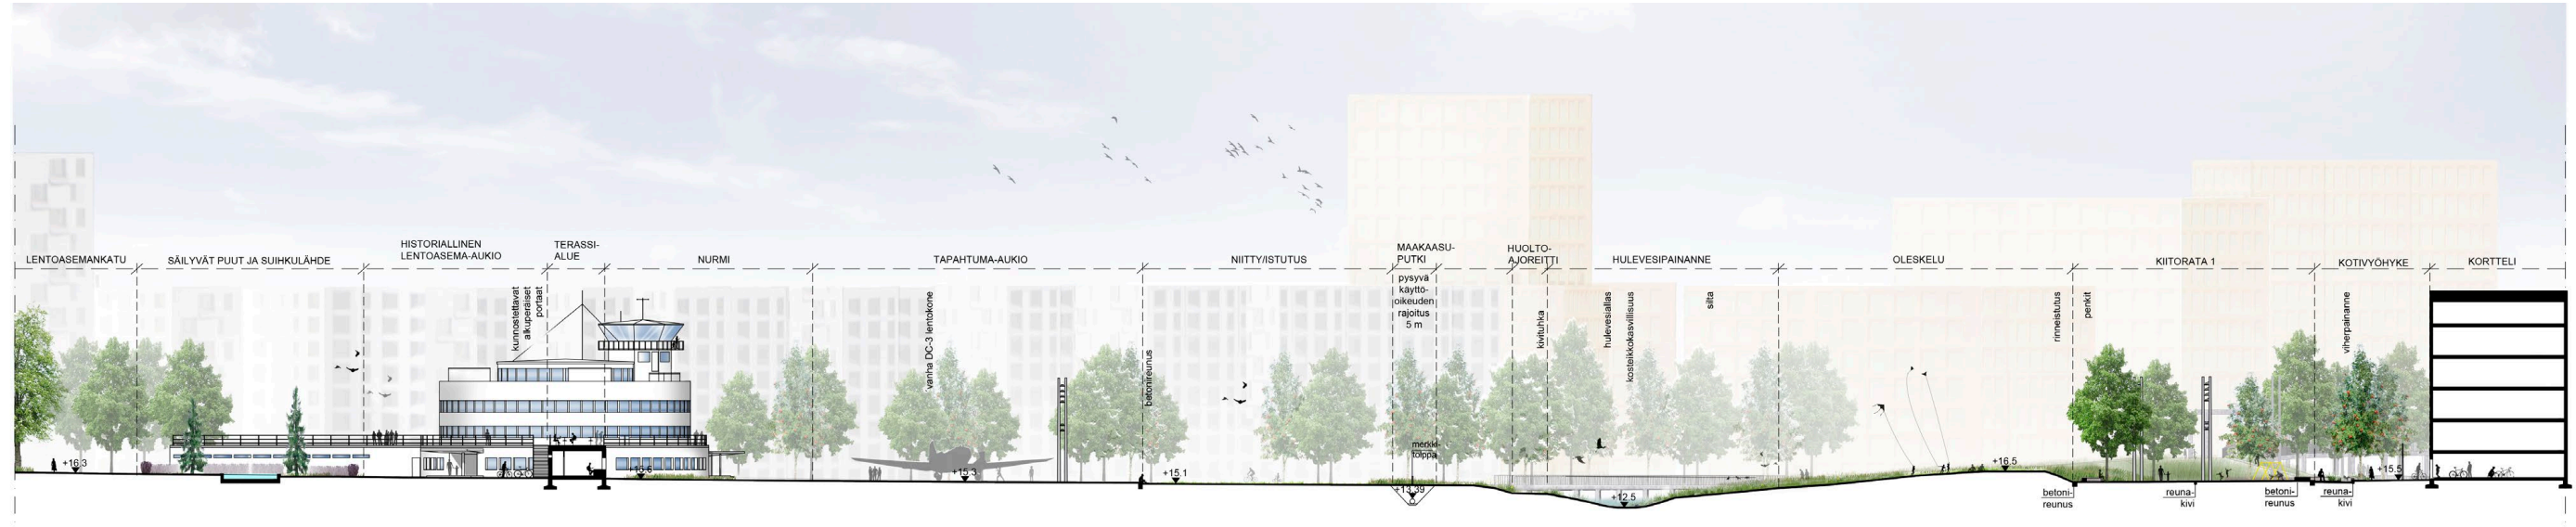 LENTOASEMANKATU
SÄILYVÄT PUUT JA SUIHKULÄHDE
HISTORIALLINEN
LENTOASEMA-AUKIO
TERASSI-
ALUE
NURMI
TAPAHTUMA-AUKIO
NIITTY/ISTUTUS
MAAKAASU-
PUTKI
HUOLTO-
AJOREITTI
HULEVESIPAINANNE
OLESKELU
KIITORATA 1
KOTIVYÖHYKE
KORTTELI
kunnostettavat
alkuperäiset
portaat
vanha DC-3 lentokone
betonireunus
pysyvä
käyttö-
oikeuden
rajoitus
5 m
merkki-
tolppa
kivituhka
hulevesiallas
kosteikkokasvillisuus
silta
rinneistutus
penkit
viherpainanne
+16.3
+15.6
+15.3
+15.1
+13.39
+12.5
+16.5
+15.5
betoni-
reunus
reuna-
kivi
betoni-
reunus
reuna-
kivi